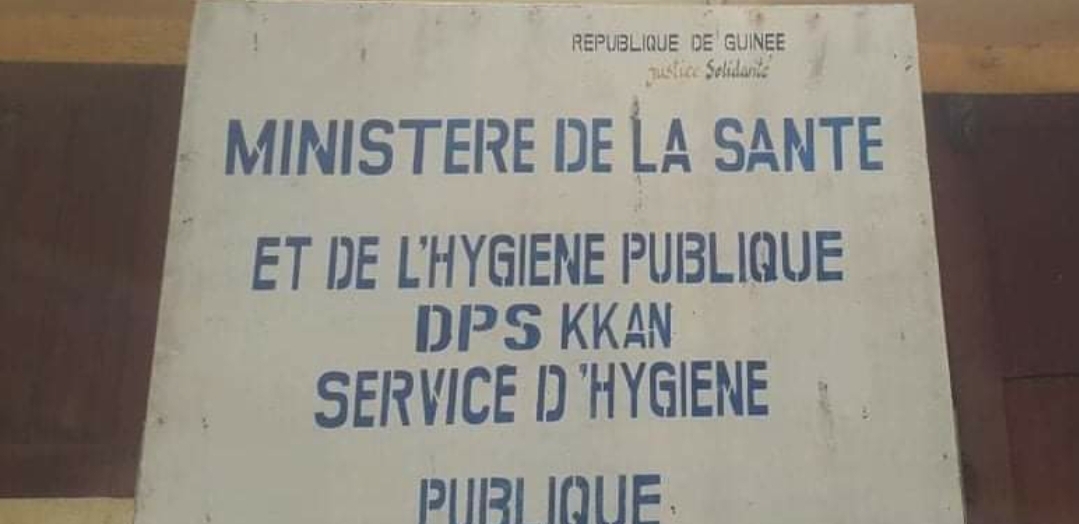 REPUBLIQUE DE GUINEE
Justice Solidarité
MINISTERE DE LA SANTE
ET DE L'HYGIENE PUBLIQUE
DPS KKAN
SERVICE D'HYGIENE
PUBLIQUE